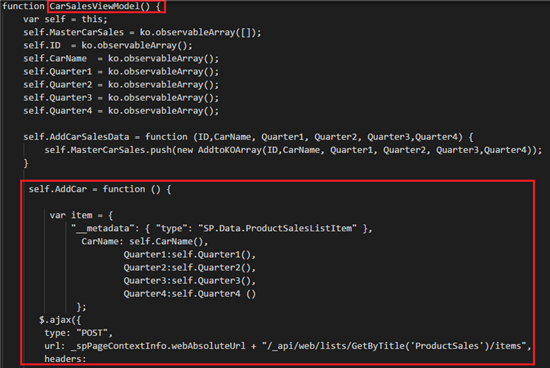 function CarSalesViewModel() {
var self = this;
self.MasterCarSales = ko.observableArray([]);
self.ID  = ko.observableArray();
self.CarName  = ko.observableArray();
self.Quarter1 = ko.observableArray();
self.Quarter2 = ko.observableArray();
self.Quarter3 = ko.observableArray();
self.Quarter4 = ko.observableArray();
self.AddCarSalesData = function (ID,CarName, Quarter1, Quarter2, Quarter3,Quarter4) {
self.MasterCarSales.push(new AddtoKOArray(ID,CarName, Quarter1, Quarter2, Quarter3,Quarter4));
}
self.AddCar = function () {
var item = {
"__metadata": { "type": "SP.Data.ProductSalesListItem" },
CarName: self.CarName(),
Quarter1:self.Quarter1(),
Quarter2:self.Quarter2(),
Quarter3:self.Quarter3(),
Quarter4:self.Quarter4 ()
};
$.ajax({
type: "POST",
url: _spPageContextInfo.webAbsoluteUrl + "/_api/web/lists/GetByTitle('ProductSales')/items",
headers: